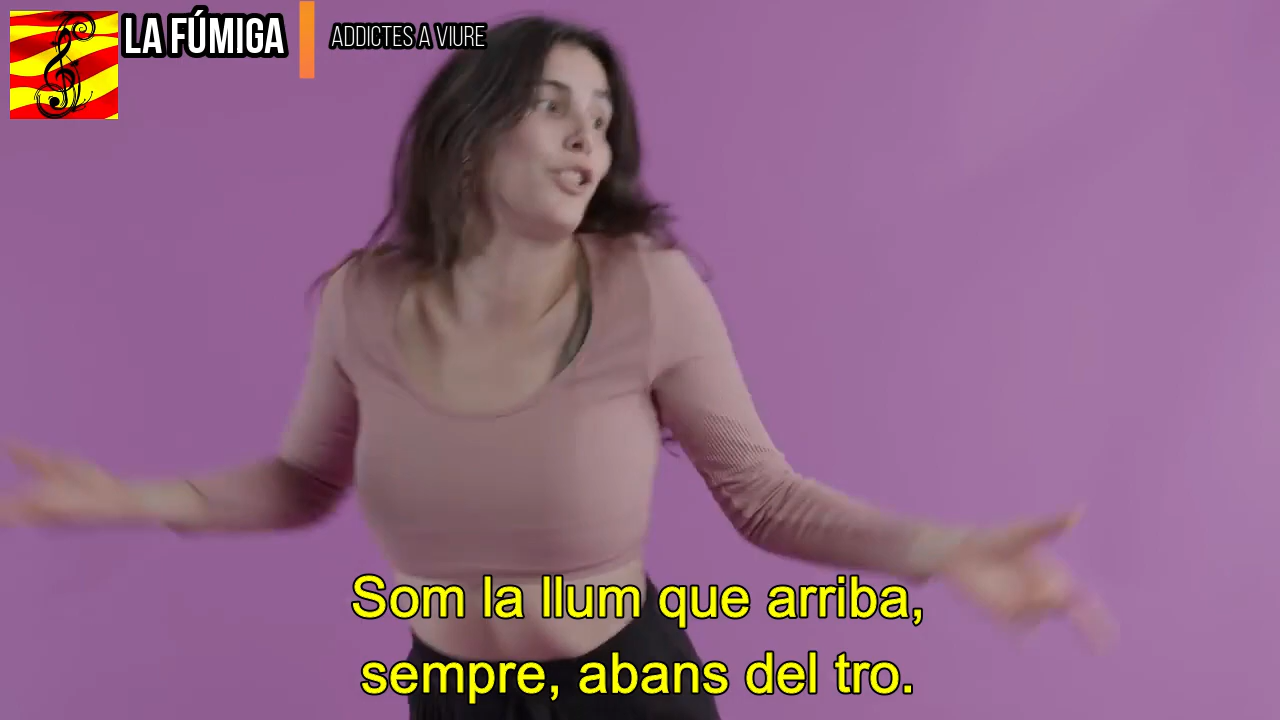 LA FÚMIGA
ADDICTES A VIURE
Som la llum que arriba,
sempre, abans del tro.